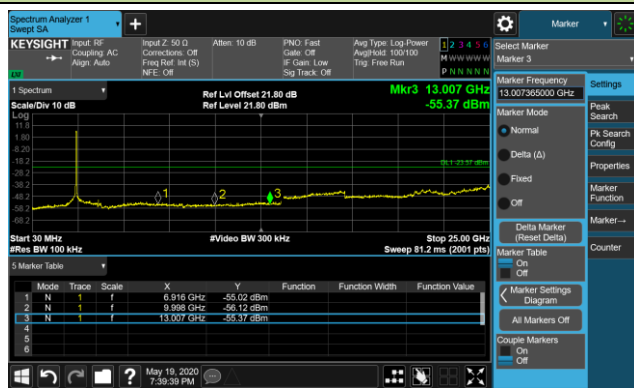 Spectrum Analyzer 1
Swept SA
Marker
KEYSIGHT
Input: RF
Coupling: AC
Align: Auto
Input Z: 50 Ω
Corrections: Off
Freq Ref: Int (S)
NFE: Off
Atten: 10 dB
PNO: Fast
Gate: Off
IF Gain: Low
Sig Track: Off
Avg Type: Log-Power
Avg|Hold: 100/100
Trig: Free Run
1 2 3 4 5 6
M W W W W W
P N N N N N
Select Marker
Marker 3
1 Spectrum
Scale/Div 10 dB
Log
Ref Lvl Offset 21.80 dB
Ref Level 21.80 dBm
Mkr3 13.007 GHz
-55.37 dBm
11.8
1.80
-8.20
-18.2
-28.2
-38.2
-48.2
-58.2
-68.2
DL1 -23.57 dBm
1
2
3
Start 30 MHz
#Res BW 100 kHz
#Video BW 300 kHz
Stop 25.00 GHz
Sweep 81.2 ms (2001 pts)
5 Marker Table
Mode Trace Scale X Y Function Function Width Function Value
1 N 1 f 6.916 GHz -55.02 dBm
2 N 1 f 9.998 GHz -56.12 dBm
3 N 1 f 13.007 GHz -55.37 dBm
4
5
6
Marker Frequency
13.007365000 GHz
Marker Mode
Normal
Delta (Δ)
Fixed
Off
Delta Marker
(Reset Delta)
Marker Table
On
Off
Marker Settings
Diagram
All Markers Off
Couple Markers
On
Off
Settings
Peak
Search
Pk Search
Config
Properties
Marker
Function
Marker→
Counter
May 19, 2020
7:39:39 PM